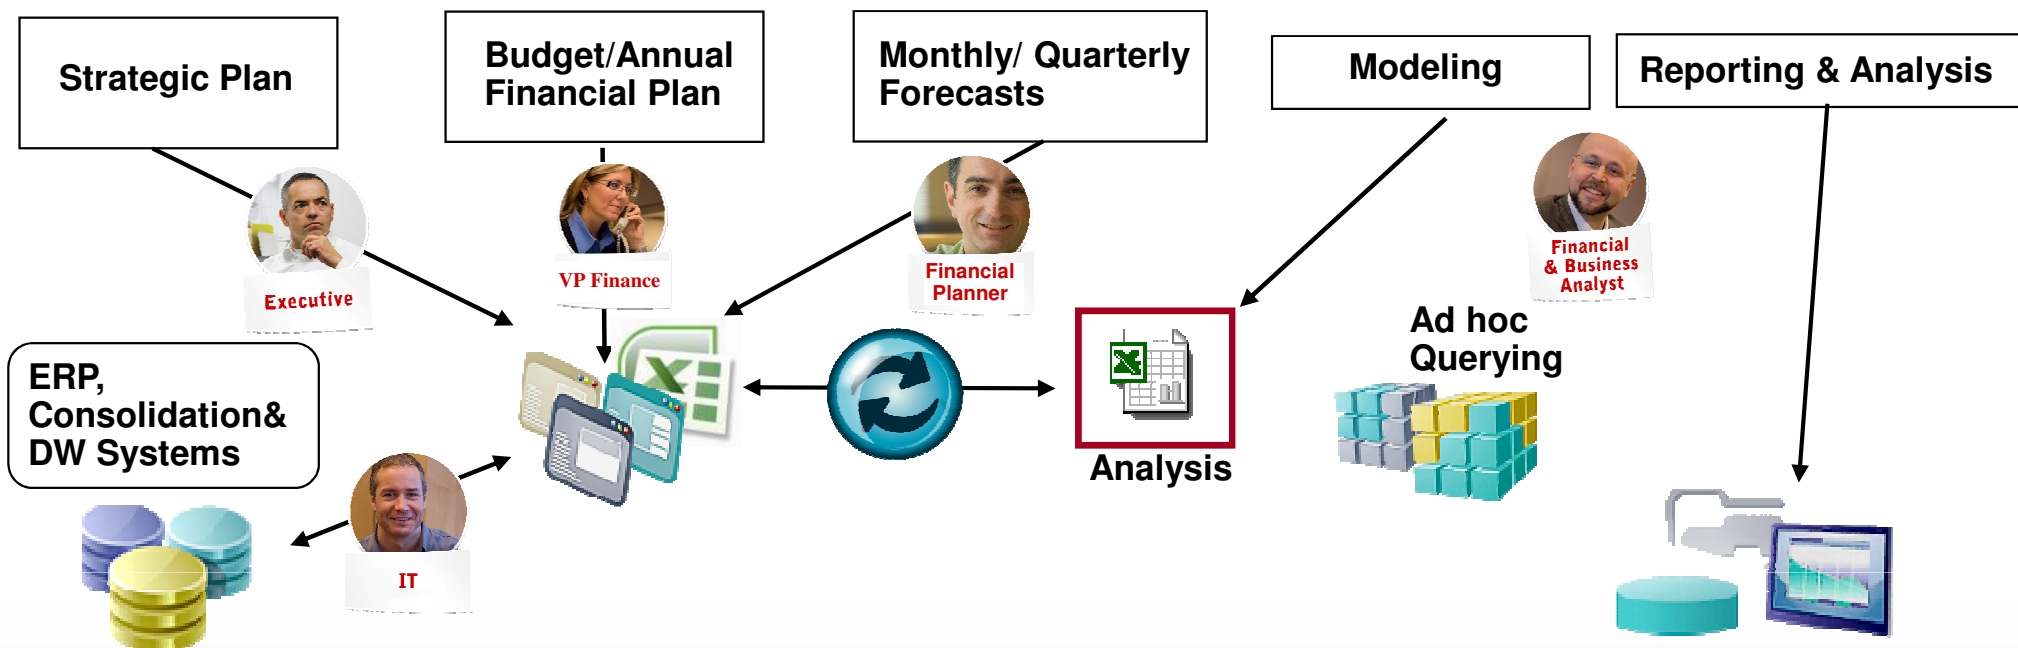 Strategic Plan
Budget/Annual
Financial Plan
Monthly/ Quarterly
Forecasts
Modeling
Reporting & Analysis
Executive
VP Finance
Financial
Planner
Financial
& Business
Analyst
ERP,
Consolidation&
DW Systems
IT
Analysis
Ad hoc
Querying